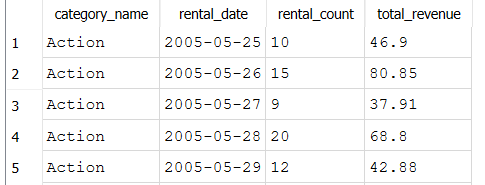 category_name rental_date rental_count total_revenue
1 Action 2005-05-25 10 46.9
2 Action 2005-05-26 15 80.85
3 Action 2005-05-27 9 37.91
4 Action 2005-05-28 20 68.8
5 Action 2005-05-29 12 42.88